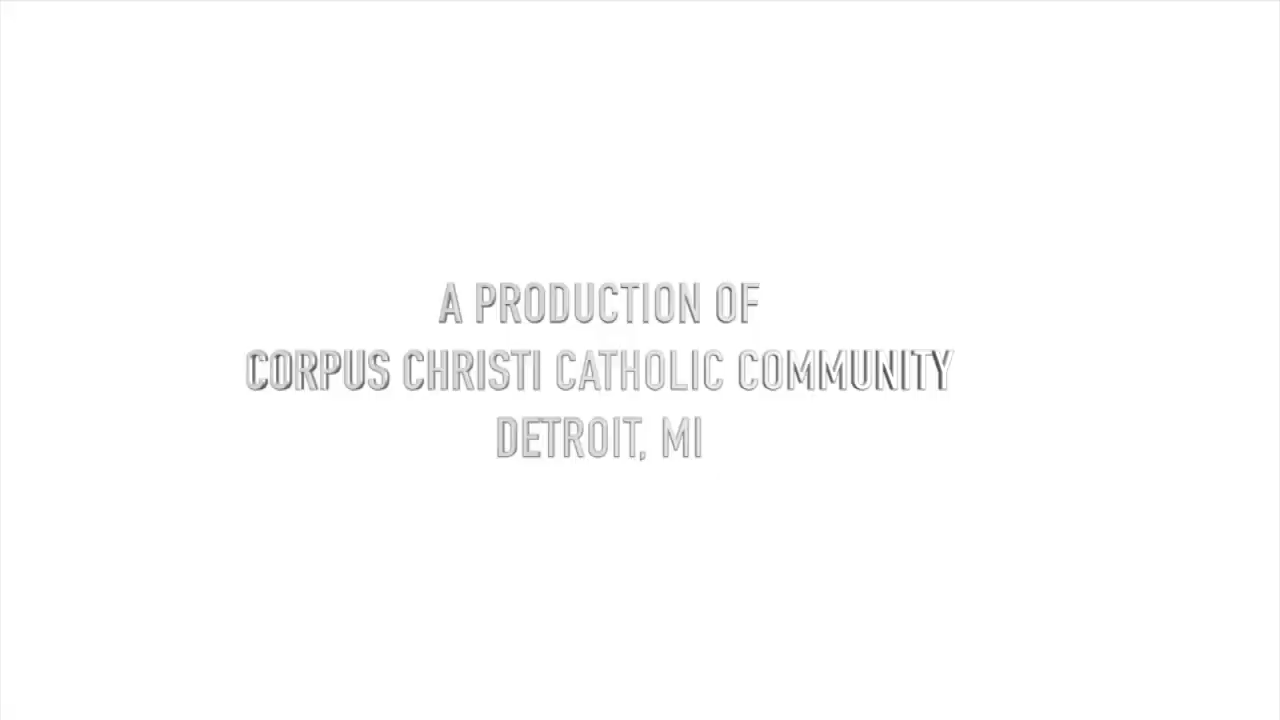 A PRODUCTION OF
CORPUS CHRISTI CATHOLIC COMMUNITY
DETROIT, MI